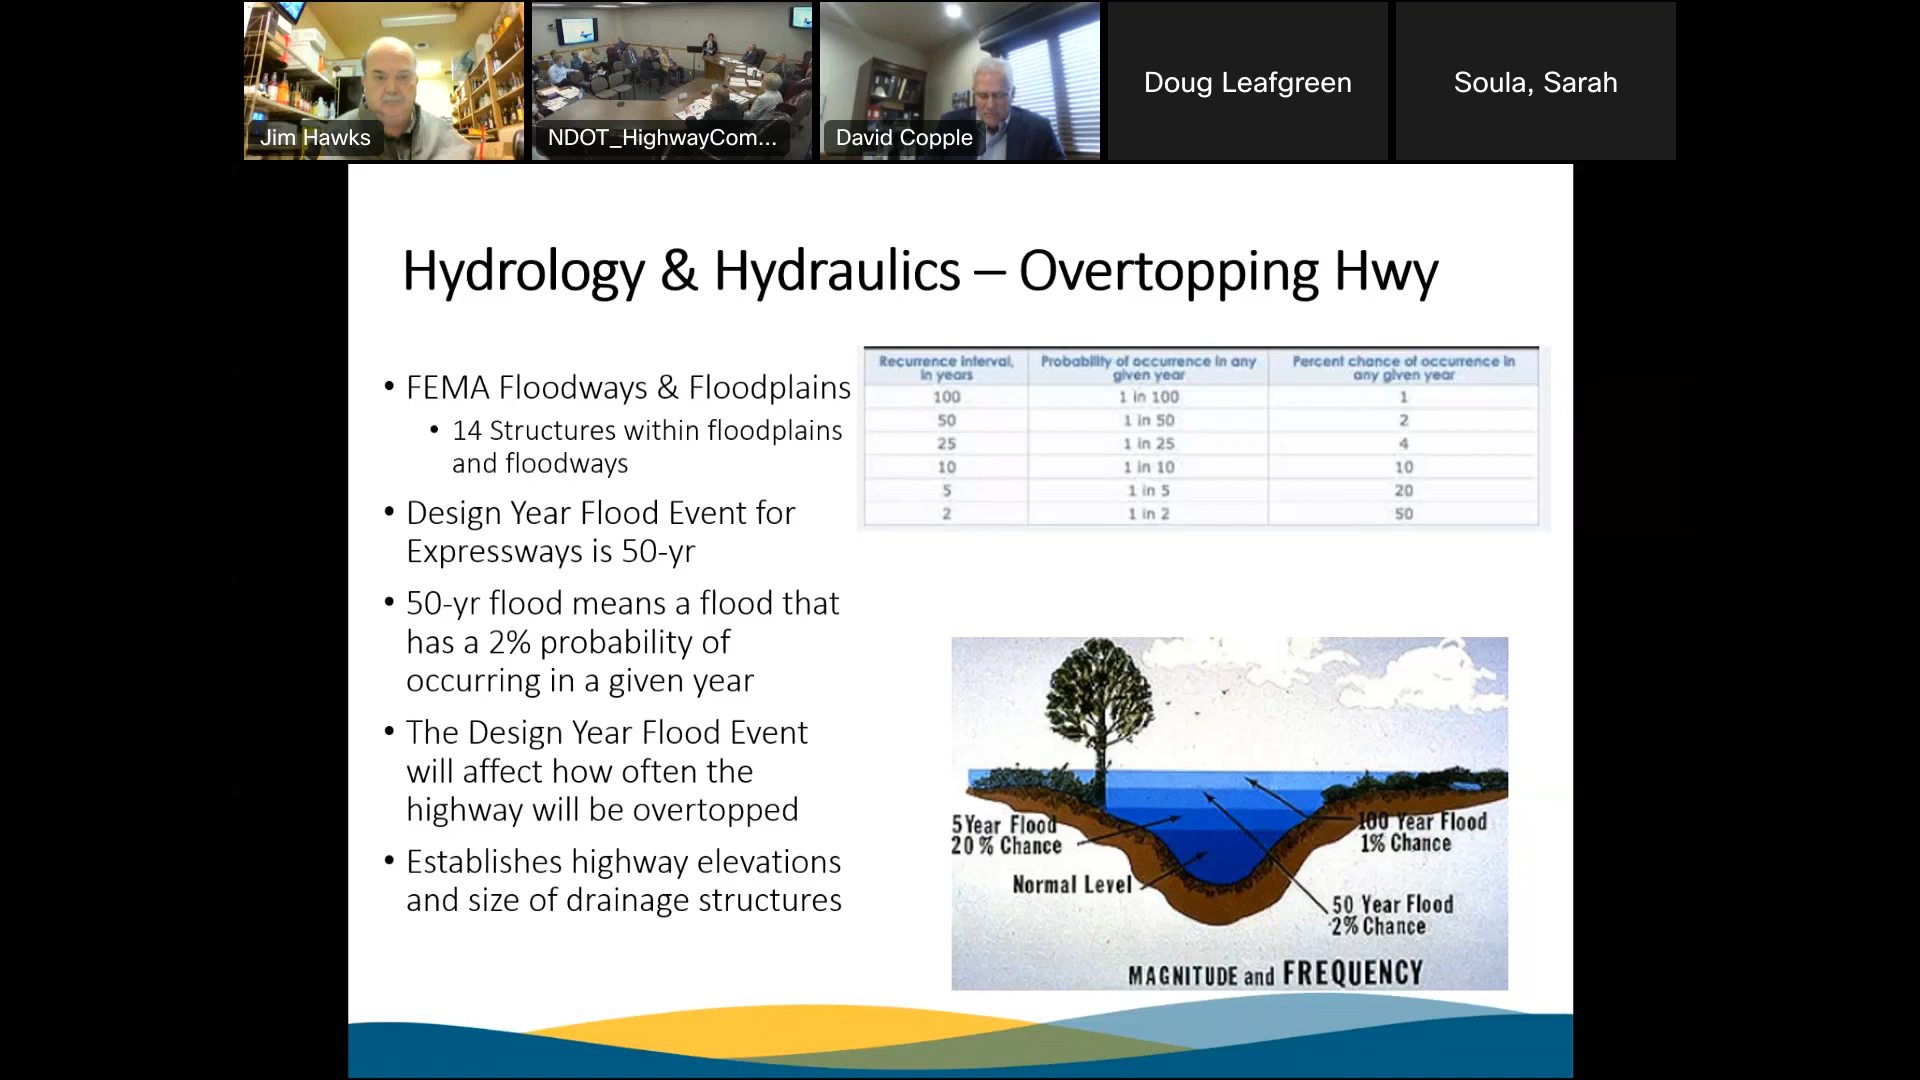 Jim Hawks
NDOT_HighwayCom...
David Copple
Doug Leafgreen
Soula, Sarah
Hydrology & Hydraulics – Overtopping Hwy
• FEMA Floodways & Floodplains
• 14 Structures within floodplains
and floodways
• Design Year Flood Event for
Expressways is 50-yr
• 50-yr flood means a flood that
has a 2% probability of
occurring in a given year
• The Design Year Flood Event
will affect how often the
highway will be overtopped
• Establishes highway elevations
and size of drainage structures
Recurrence interval, Probability of occurrence in any Percent chance of occurrence in
in years given year any given year
100 1 in 100 1
50 1 in 50 2
25 1 in 25 4
10 1 in 10 10
5 1 in 5 20
2 1 in 2 50
5 Year Flood
20% Chance
Normal Level
100 Year Flood
1% Chance
50 Year Flood
2% Chance
MAGNITUDE and FREQUENCY